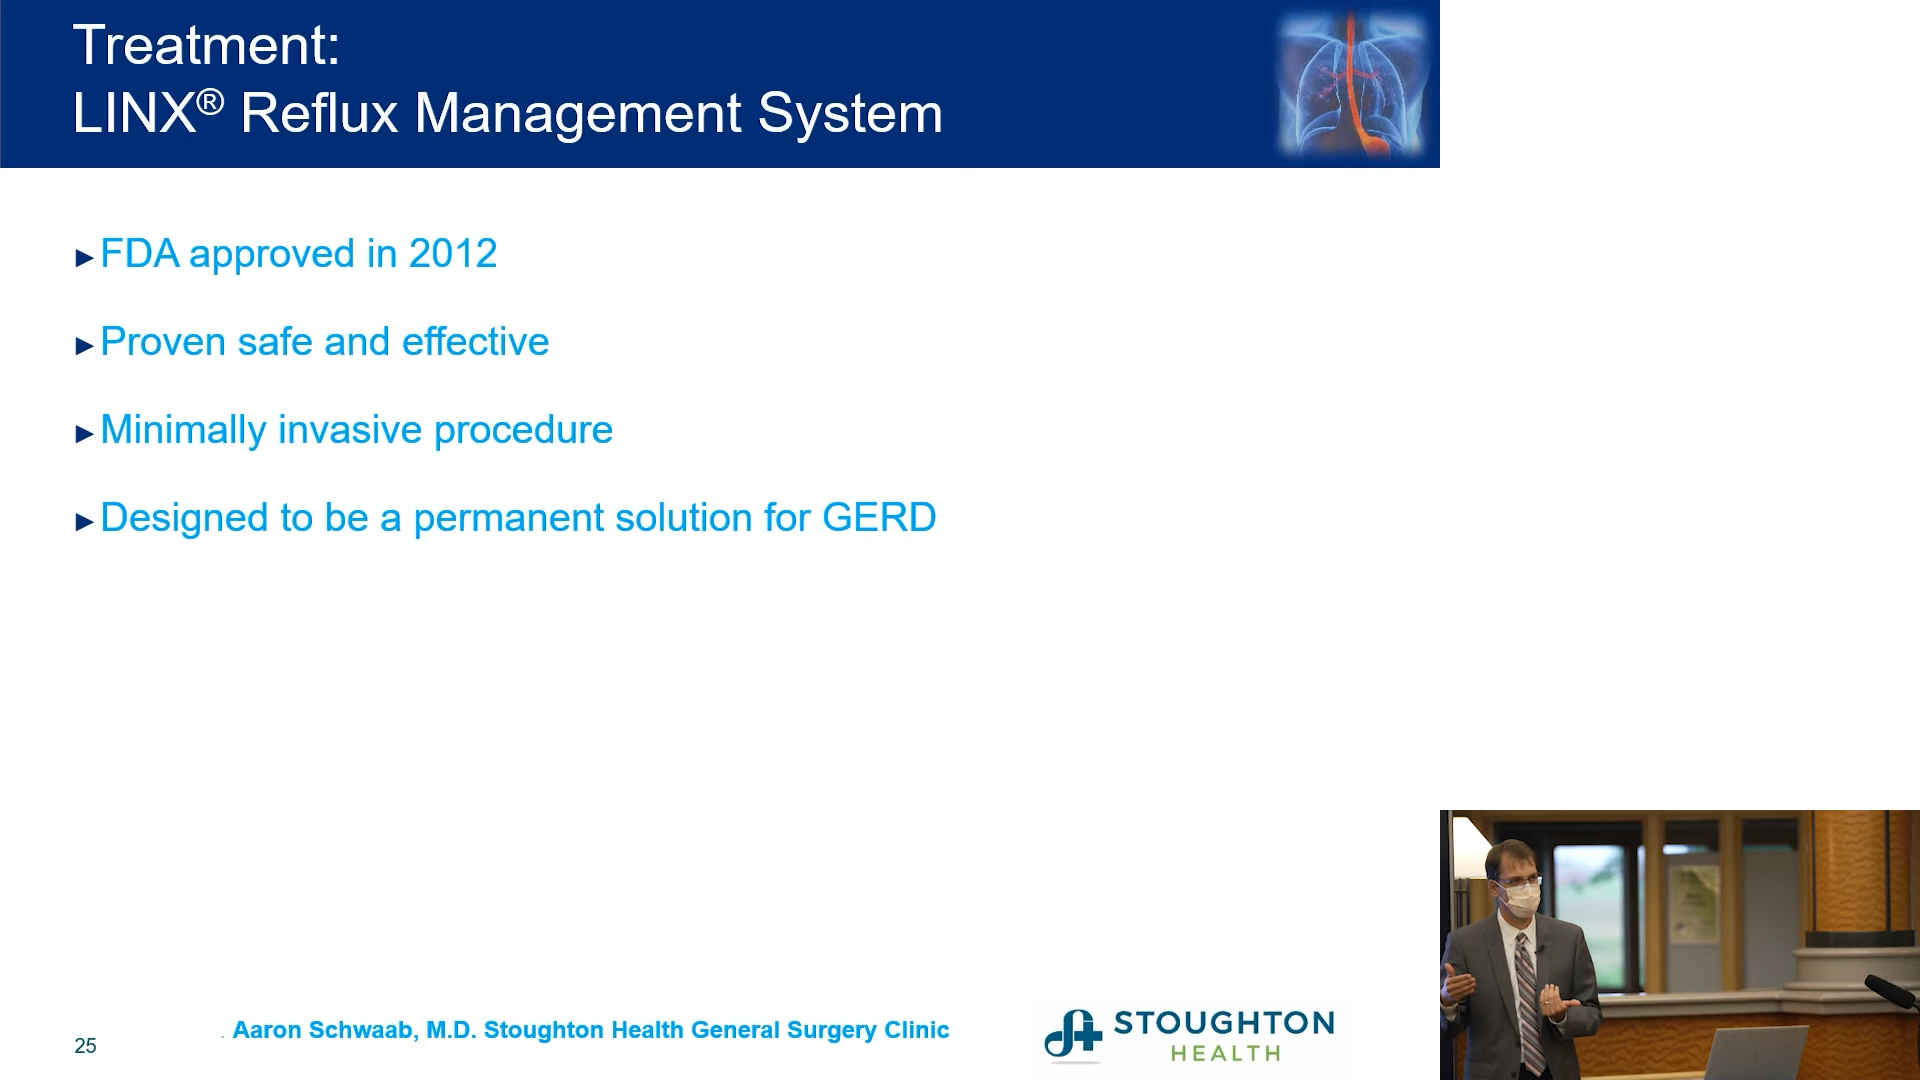 Treatment:
LINX® Reflux Management System
►FDA approved in 2012
►Proven safe and effective
►Minimally invasive procedure
►Designed to be a permanent solution for GERD
25
. Aaron Schwaab, M.D. Stoughton Health General Surgery Clinic
STOUGHTON
HEALTH